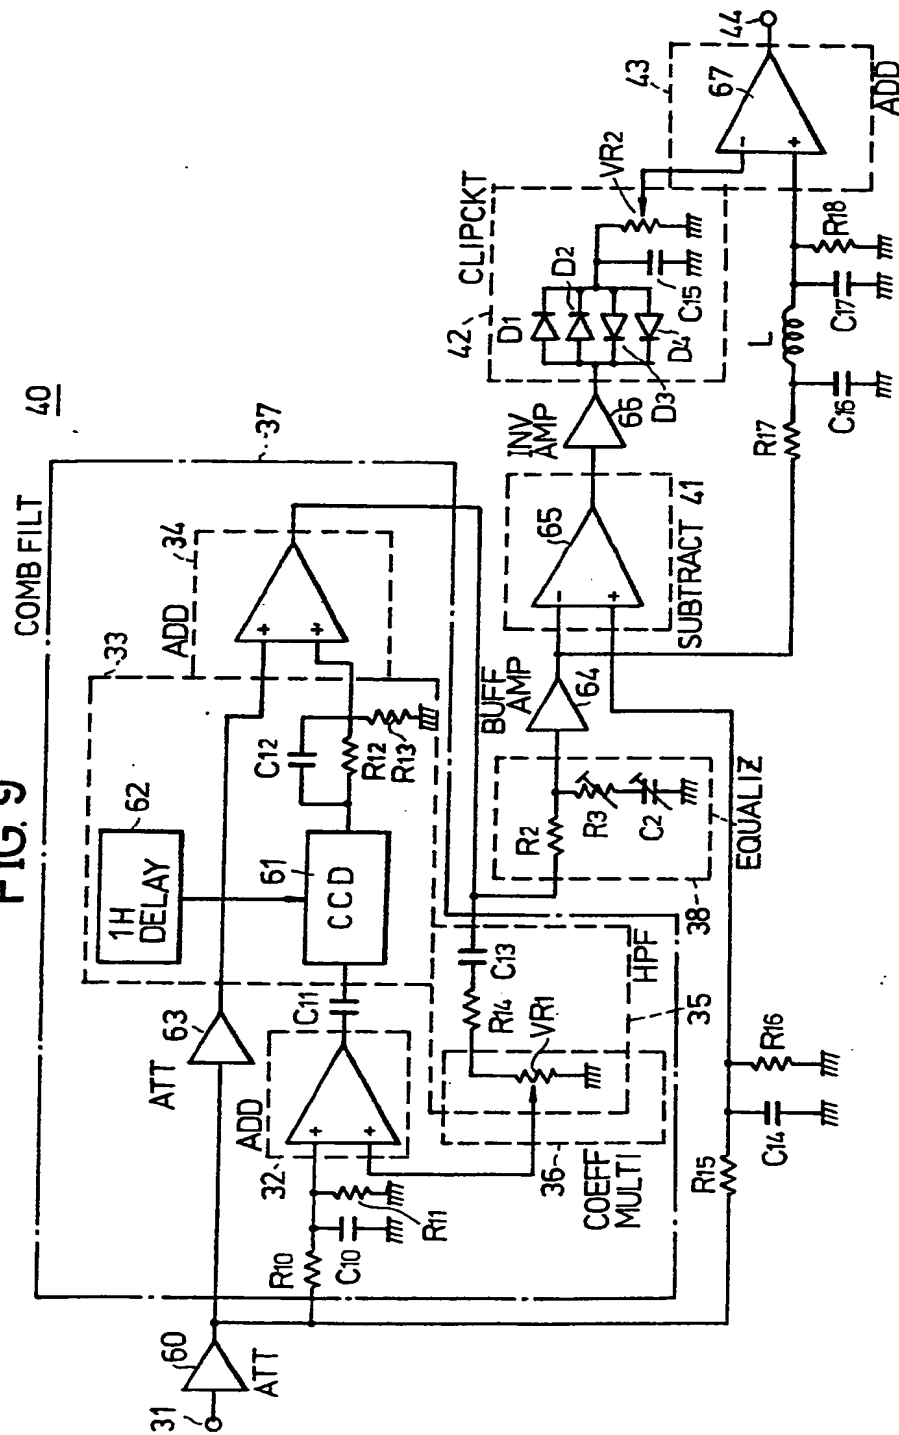 FIG. 9
40
COMB FILT
37
33
ADD
34
62
1H
DELAY
61
CCD
C12
R12
R13
63
ATT
C11
ADD
32
R10
C10
R11
60
ATT
31
36
COEFF
MULTI
VR1
R14
C13
35
HPF
38
EQUALIZ
R2
R3
C2
BUFF
AMP
64
65
SUBTRACT 41
INV
AMP
66
42
CLIPCKT
D1
D2
D3
D4
C15
VR2
43
67
44
ADD
R15
C14
R16
R17
C16
L
C17
R18